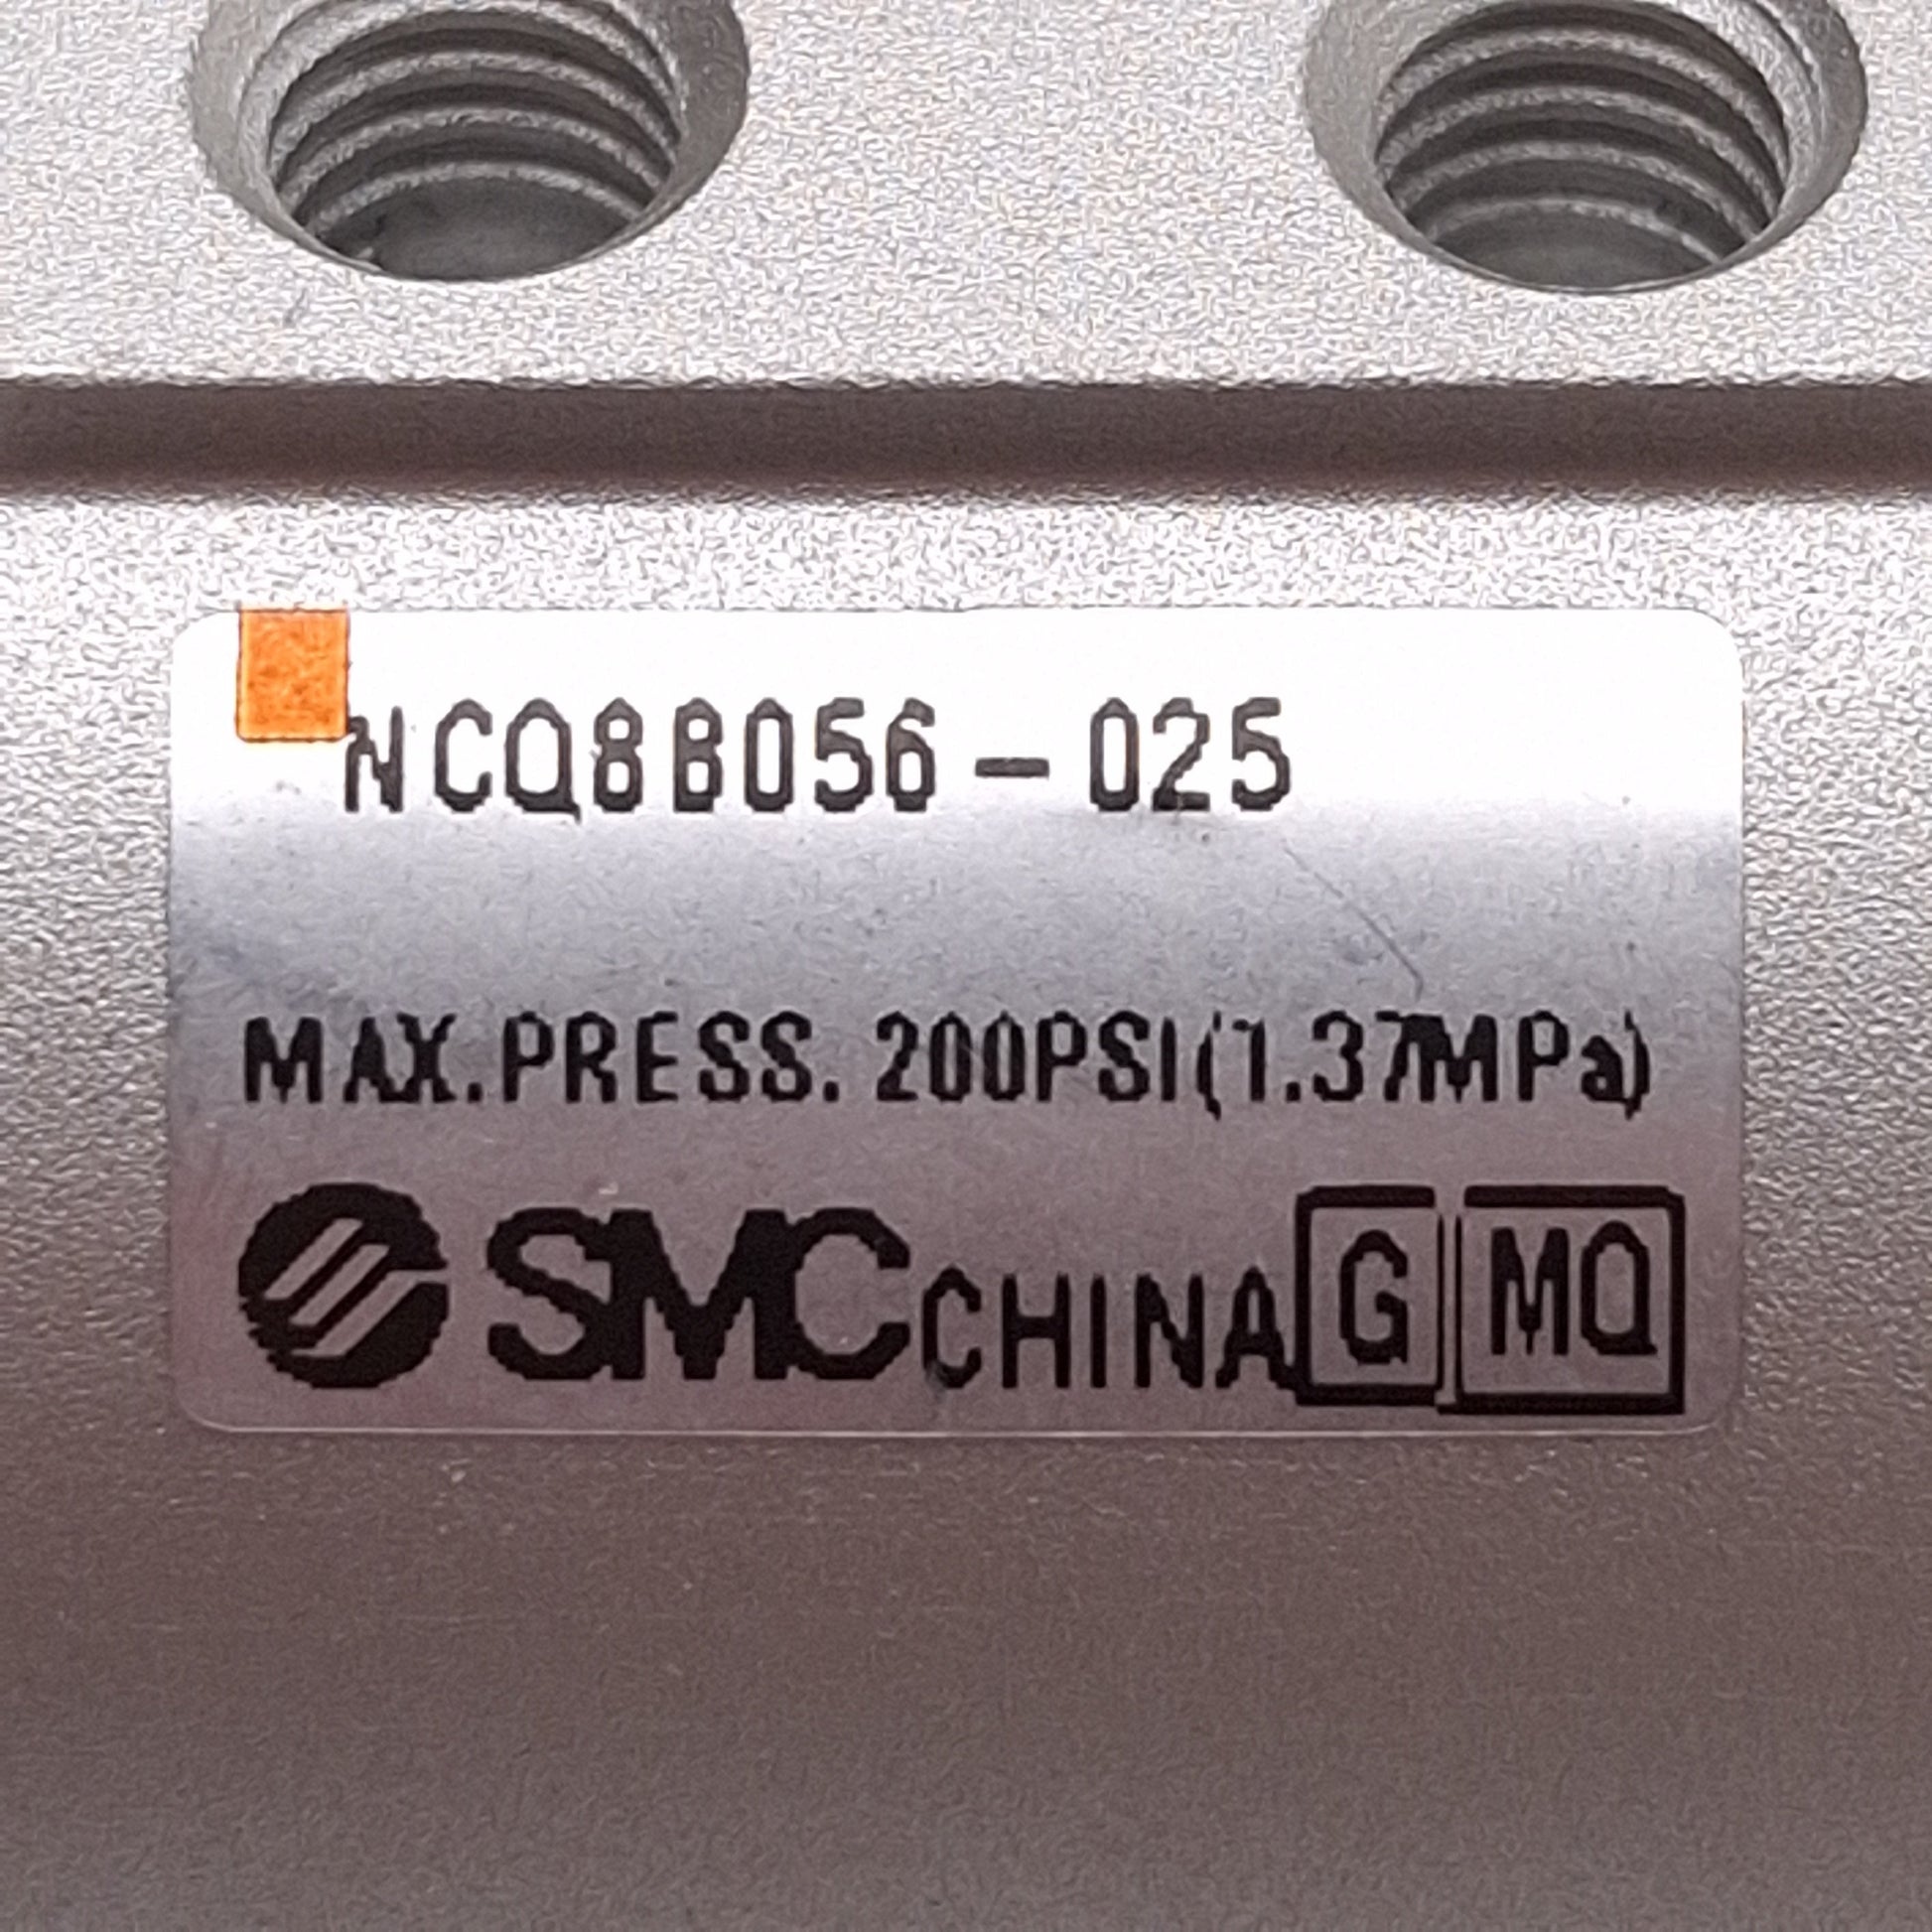 NCQ8B056-025
MAX.PRESS. 200PSI(1.37MPa)
SMC CHINA G MQ